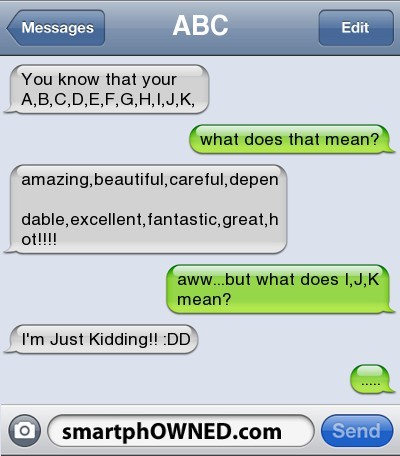 Messages
ABC
Edit
You know that your
A,B,C,D,E,F,G,H,I,J,K,
what does that mean?
amazing,beautiful,careful,depen
dable,excellent,fantastic,great,h
ot!!!!
aww...but what does I,J,K
mean?
I'm Just Kidding!! :DD
.....
smartphOWNED.com
Send